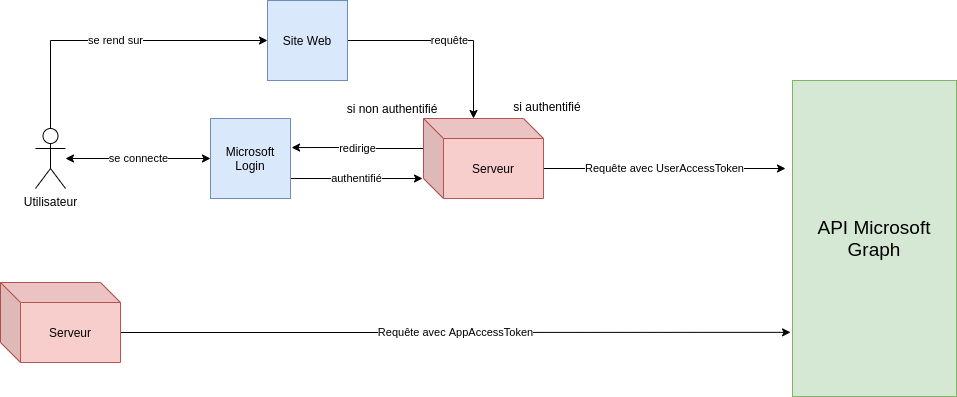 se rend sur
Site Web
requête
si non authentifié
si authentifié
Utilisateur
se connecte
Microsoft
Login
redirige
authentifié
Serveur
Requête avec UserAccessToken
API Microsoft
Graph
Serveur
Requête avec AppAccessToken